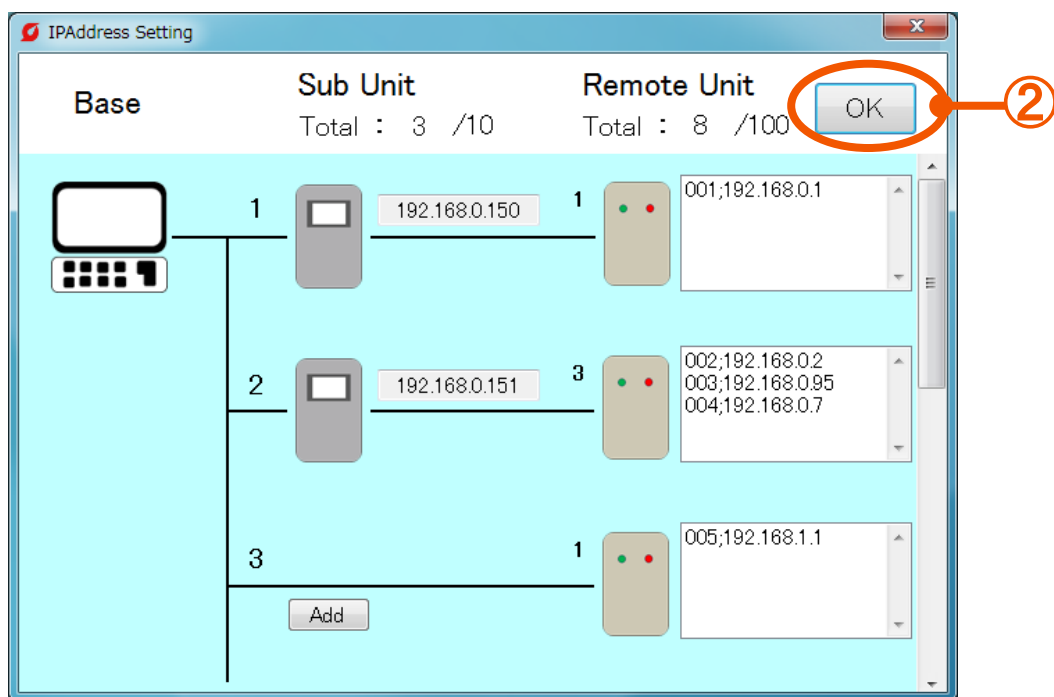 IPAddress Setting
Base
Sub Unit
Total : 3 /10
Remote Unit
Total : 8 /100
OK
②
1
192.168.0.150
1
001;192.168.0.1
2
192.168.0.151
3
002;192.168.0.2
003;192.168.0.95
004;192.168.0.7
3
Add
1
005;192.168.1.1